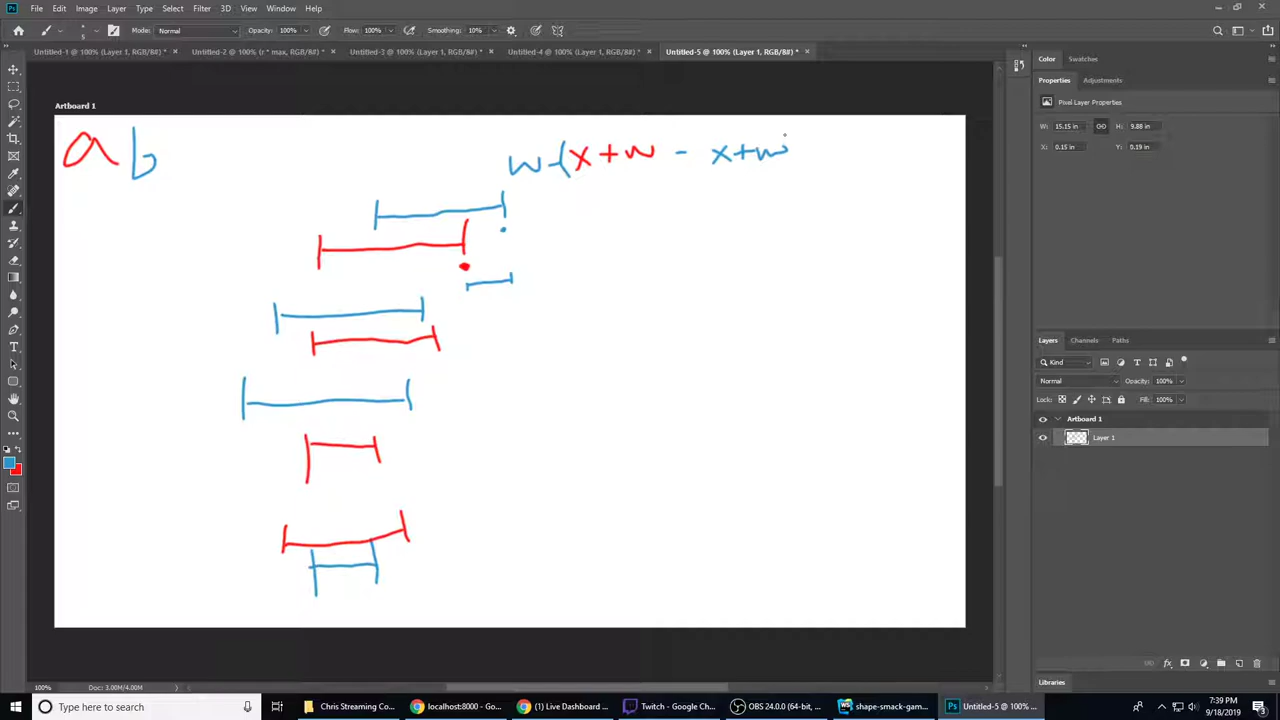 File Edit Image Layer Type Select Filter 3D View Window Help
Mode: Normal Opacity: 100% Flow: 100% Smoothing: 10%
Untitled-1 @ 100% (Layer 1, RGB/8#) * × Untitled-2 @ 100% (r * max, RGB/8#) * × Untitled-3 @ 100% (Layer 1, RGB/8#) * × Untitled-4 @ 100% (Layer 1, RGB/8#) * × Untitled-5 @ 100% (Layer 1, RGB/8#) * ×
Color Swatches
Properties Adjustments
Pixel Layer Properties
W: 15.15 in H: 9.88 in
X: 0.15 in Y: 0.19 in
Artboard 1
a b
w-(x+w - x+w
Layers Channels Paths
Kind
Normal Opacity: 100%
Lock: Fill: 100%
Artboard 1
Layer 1
Libraries
100% Doc: 3.00M/4.00M
Type here to search
Chris Streaming Co... localhost:8000 - Go... (1) Live Dashboard ... Twitch - Google Ch... OBS 24.0.0 (64-bit, ... shape-smack-gam... Untitled-5 @ 100% ...
7:39 PM
9/18/2019